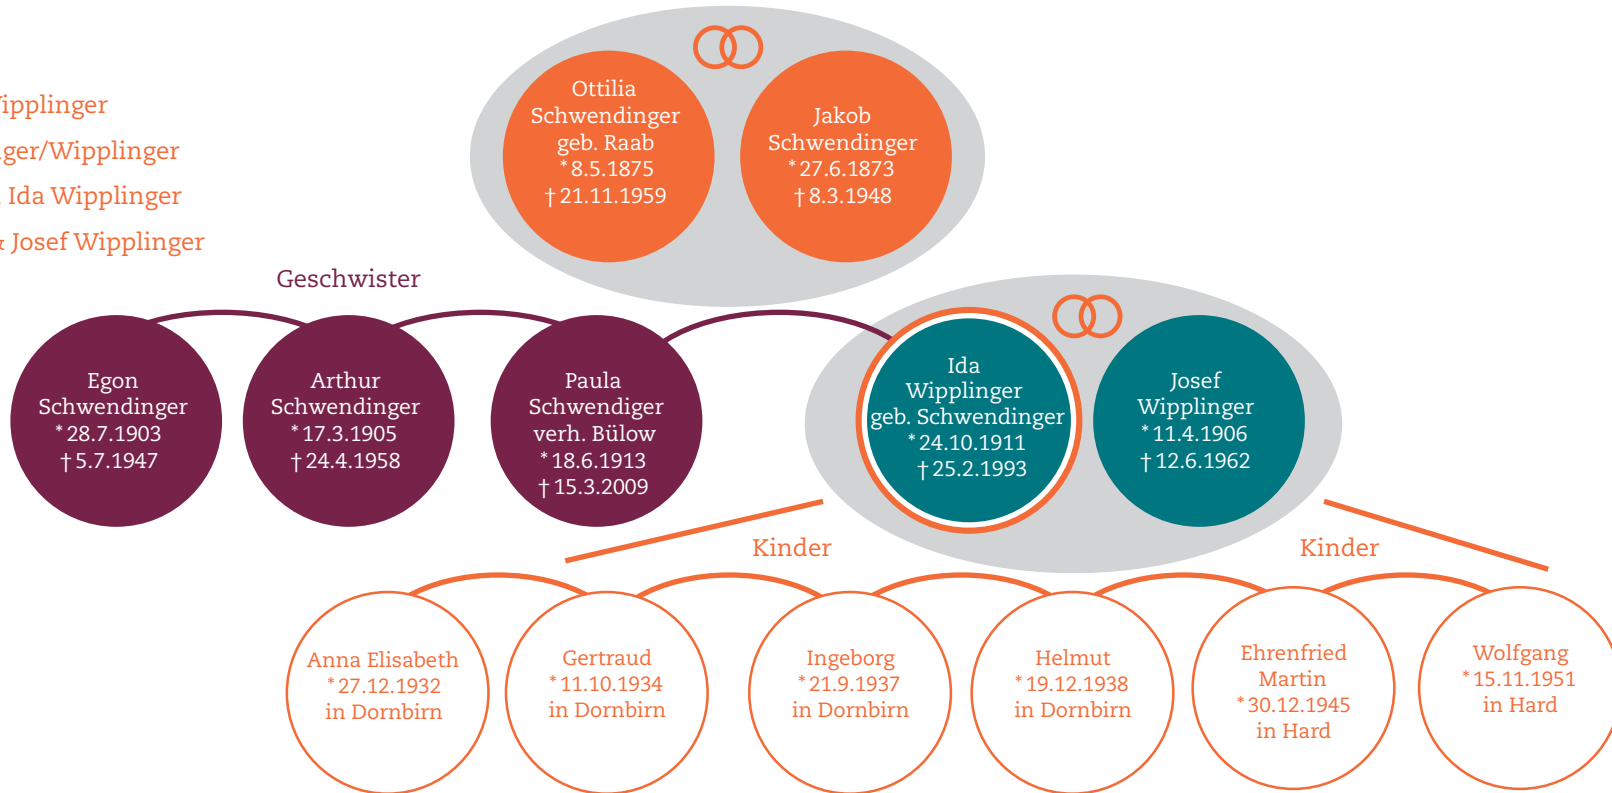 Ottilia
Schwendinger
geb. Raab
*8.5.1875
†21.11.1959
Jakob
Schwendinger
*27.6.1873
†8.3.1948
ipplinger
ger/Wipplinger
Ida Wipplinger
& Josef Wipplinger
Geschwister
Egon
Schwendinger
*28.7.1903
†5.7.1947
Arthur
Schwendinger
*17.3.1905
†24.4.1958
Paula
Schwendiger
verh. Bülow
*18.6.1913
†15.3.2009
Ida
Wipplinger
geb. Schwendinger
*24.10.1911
†25.2.1993
Josef
Wipplinger
*11.4.1906
†12.6.1962
Kinder
Kinder
Anna Elisabeth
*27.12.1932
in Dornbirn
Gertraud
*11.10.1934
in Dornbirn
Ingeborg
*21.9.1937
in Dornbirn
Helmut
*19.12.1938
in Dornbirn
Ehrenfried
Martin
*30.12.1945
in Hard
Wolfgang
*15.11.1951
in Hard